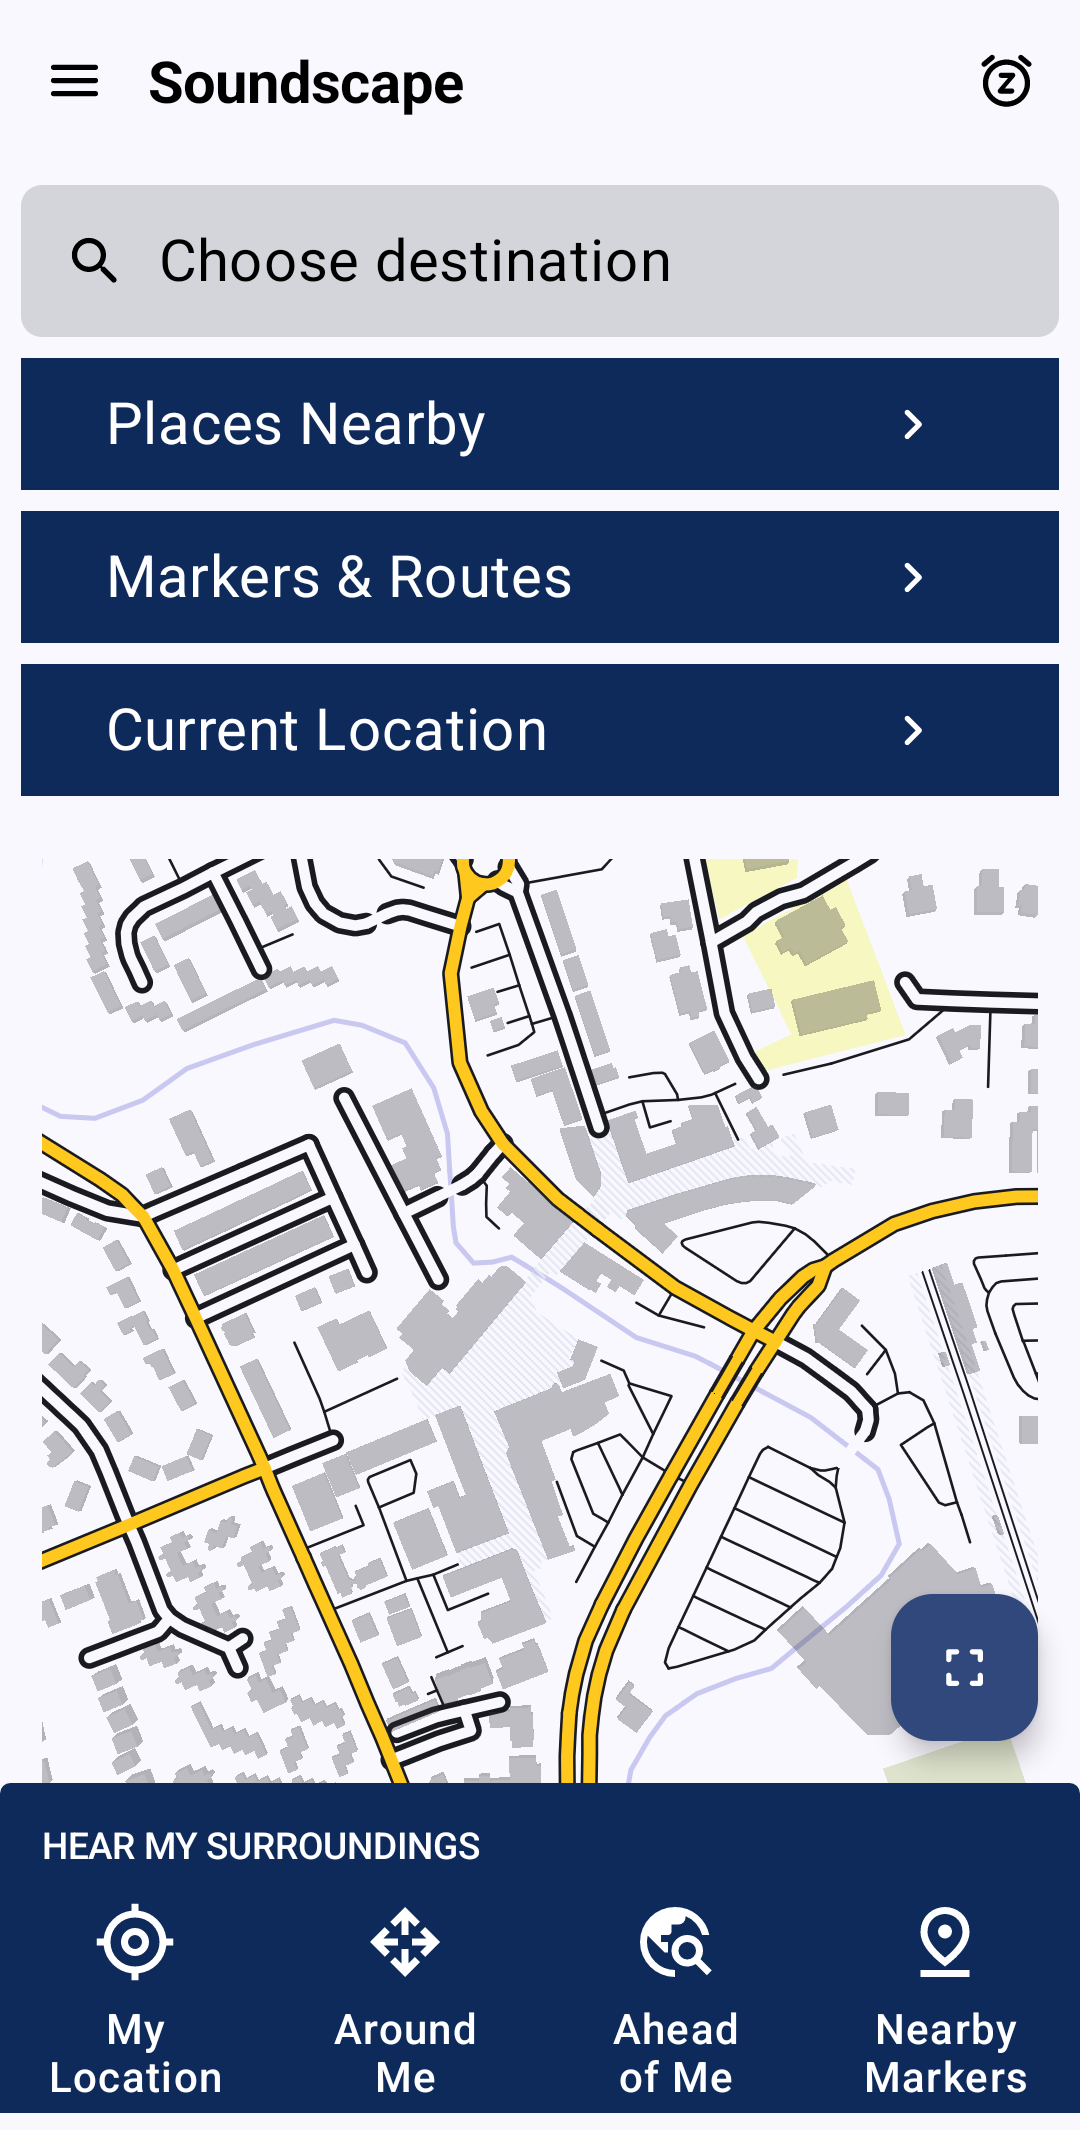 Soundscape
Choose destination
Places Nearby
Markers & Routes
Current Location
HEAR MY SURROUNDINGS
My
Location
Around
Me
Ahead
of Me
Nearby
Markers